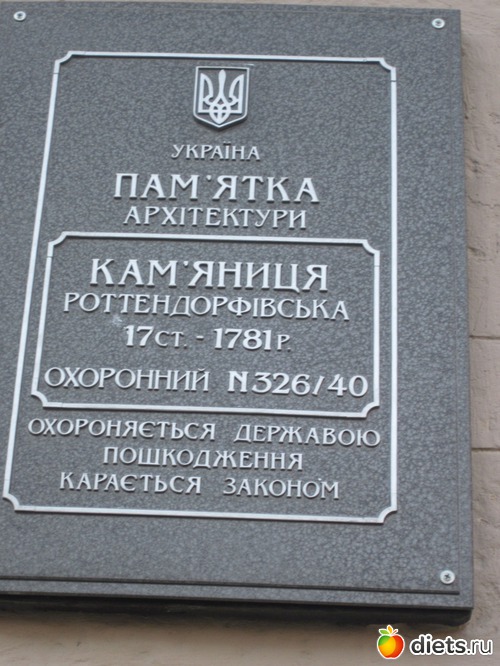 УКРАЇНА
ПАМ'ЯТКА
АРХІТЕКТУРИ
КАМ'ЯНИЦЯ
РОТТЕНДОРФІВСЬКА
17СТ. - 1781Р.
ОХОРОННИЙ N326/40
ОХОРОНЯЄТЬСЯ ДЕРЖАВОЮ
ПОШКОДЖЕННЯ
КАРАЄТЬСЯ ЗАКОНОМ
diets.ru